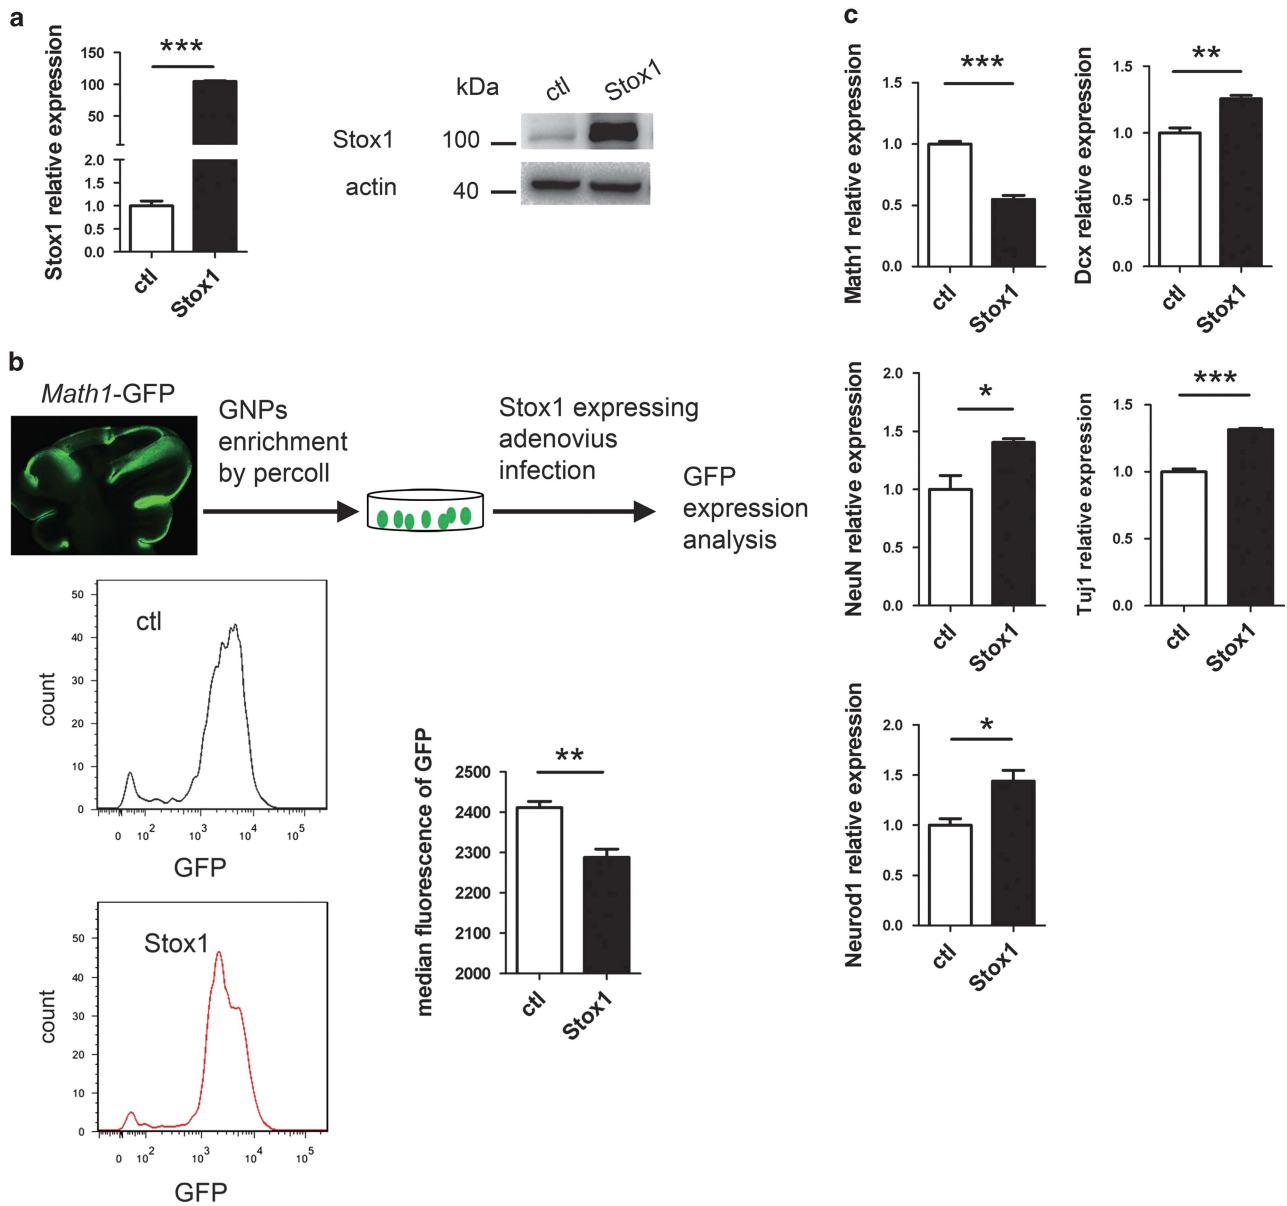 a
Stox1 relative expression
150
100
50
2.0
1.5
1.0
0.5
0.0
***
ctl
Stox1
kDa
ctl
Stox1
Stox1
100
actin
40
b
Math1-GFP
GNPs
enrichment
by percoll
Stox1 expressing
adenovius
infection
GFP
expression
analysis
ctl
count
50
40
30
20
10
0
0 10² 10³ 10⁴ 10⁵
GFP
Stox1
count
50
40
30
20
10
0
0 10² 10³ 10⁴ 10⁵
GFP
median fluorescence of GFP
2500
2400
2300
2200
2100
2000
**
ctl
Stox1
c
Math1 relative expression
1.5
1.0
0.5
0.0
***
ctl
Stox1
Dcx relative expression
1.5
1.0
0.5
0.0
**
ctl
Stox1
NeuN relative expression
2.0
1.5
1.0
0.5
0.0
*
ctl
Stox1
Tuj1 relative expression
1.5
1.0
0.5
0.0
***
ctl
Stox1
Neurod1 relative expression
2.0
1.5
1.0
0.5
0.0
*
ctl
Stox1